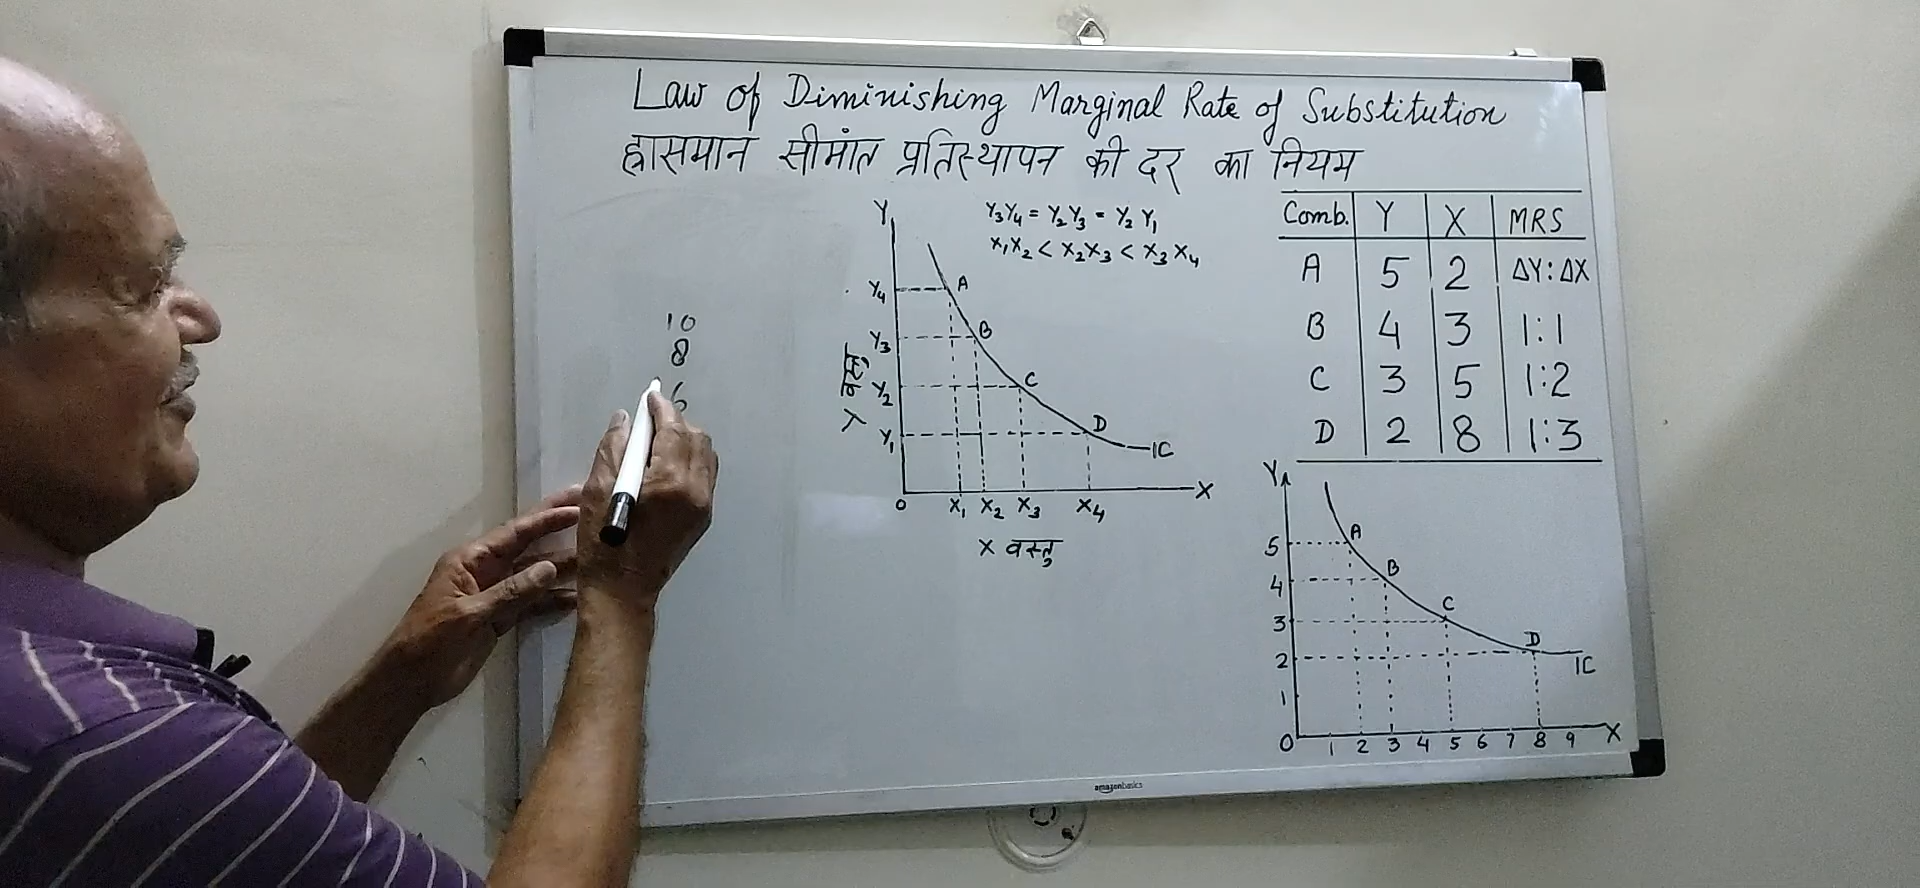 Law of Diminishing Marginal Rate of Substitution
ह्रासमान सीमांत प्रतिस्थापन की दर का नियम
10
8
6
Y
Y₃Y₄ = Y₂Y₃ = Y₂Y₁
X₁X₂ < X₂X₃ < X₃X₄
Y₄ A
Y₃ B
Y₂ C
Y₁ D
IC
Y वस्तु
0 X₁ X₂ X₃ X₄ X
X वस्तु
Comb. Y X MRS
A 5 2 ΔY:ΔX
B 4 3 1:1
C 3 5 1:2
D 2 8 1:3
Y
5 A
4 B
3 C
2 D
IC
1
0 1 2 3 4 5 6 7 8 9 X
amazonbasics